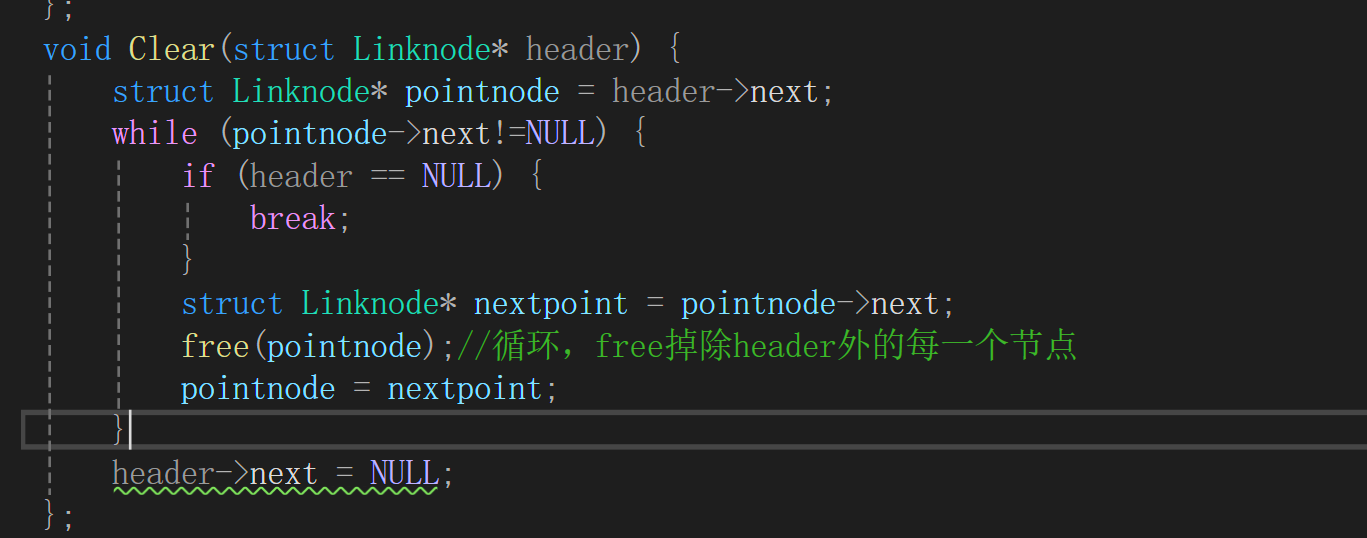 };
void Clear(struct Linknode* header) {
struct Linknode* pointnode = header->next;
while (pointnode->next!=NULL) {
if (header == NULL) {
break;
}
struct Linknode* nextpoint = pointnode->next;
free(pointnode);//循环，free掉除header外的每一个节点
pointnode = nextpoint;
}
header->next = NULL;
};